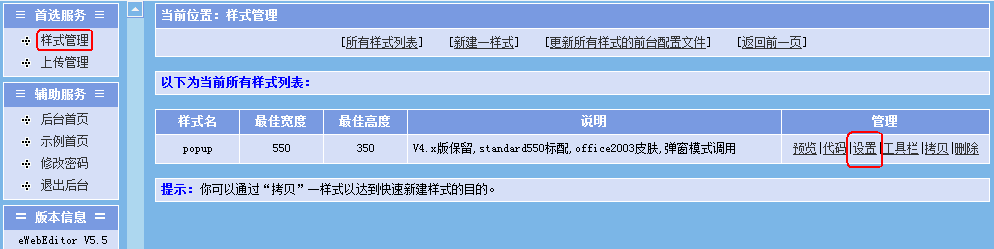 首选服务
样式管理
上传管理
辅助服务
后台首页
示例首页
修改密码
退出后台
版本信息
eWebEditor V5.5
当前位置：样式管理
[所有样式列表] [新建一样式] [更新所有样式的前台配置文件] [返回前一页]
以下为当前所有样式列表：
样式名 最佳宽度 最佳高度 说明 管理
popup 550 350 V4.x版保留,standard550标配,office2003皮肤,弹窗模式调用 预览|代码|设置|工具栏|拷贝|删除
提示：你可以通过“拷贝”一样式以达到快速新建样式的目的。